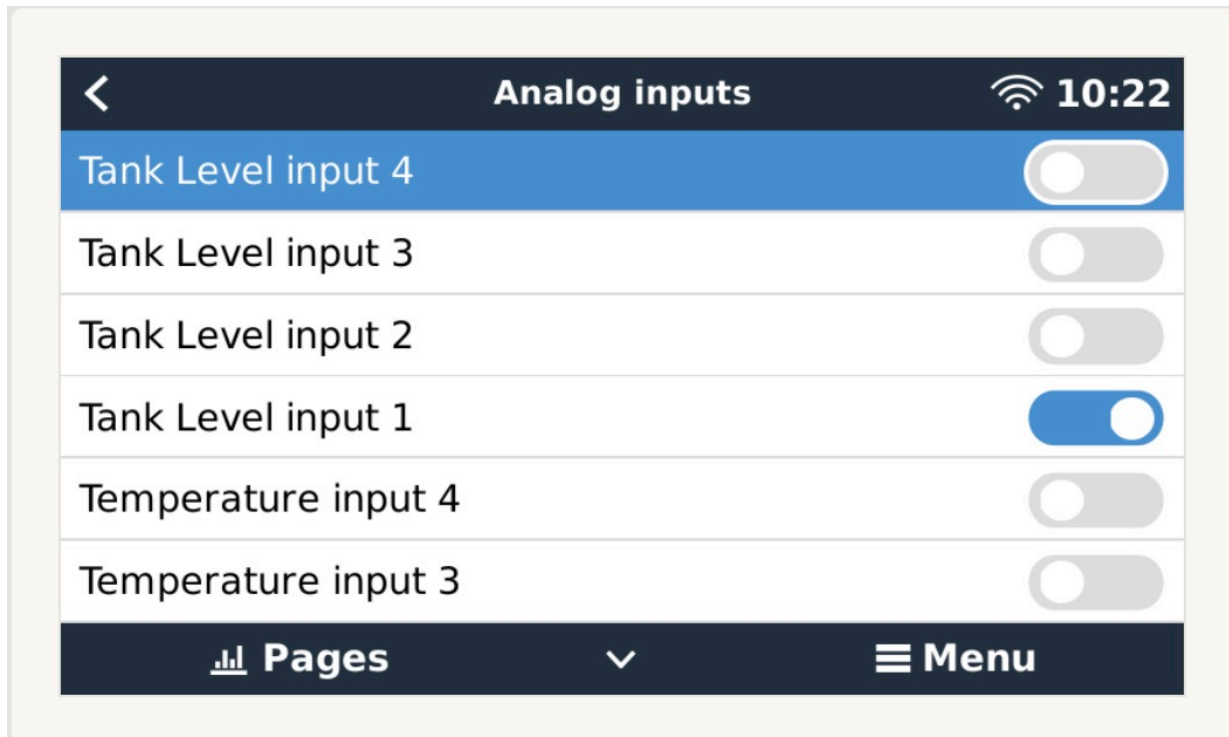 Analog inputs 10:22
Tank Level input 4
Tank Level input 3
Tank Level input 2
Tank Level input 1
Temperature input 4
Temperature input 3
Pages Menu